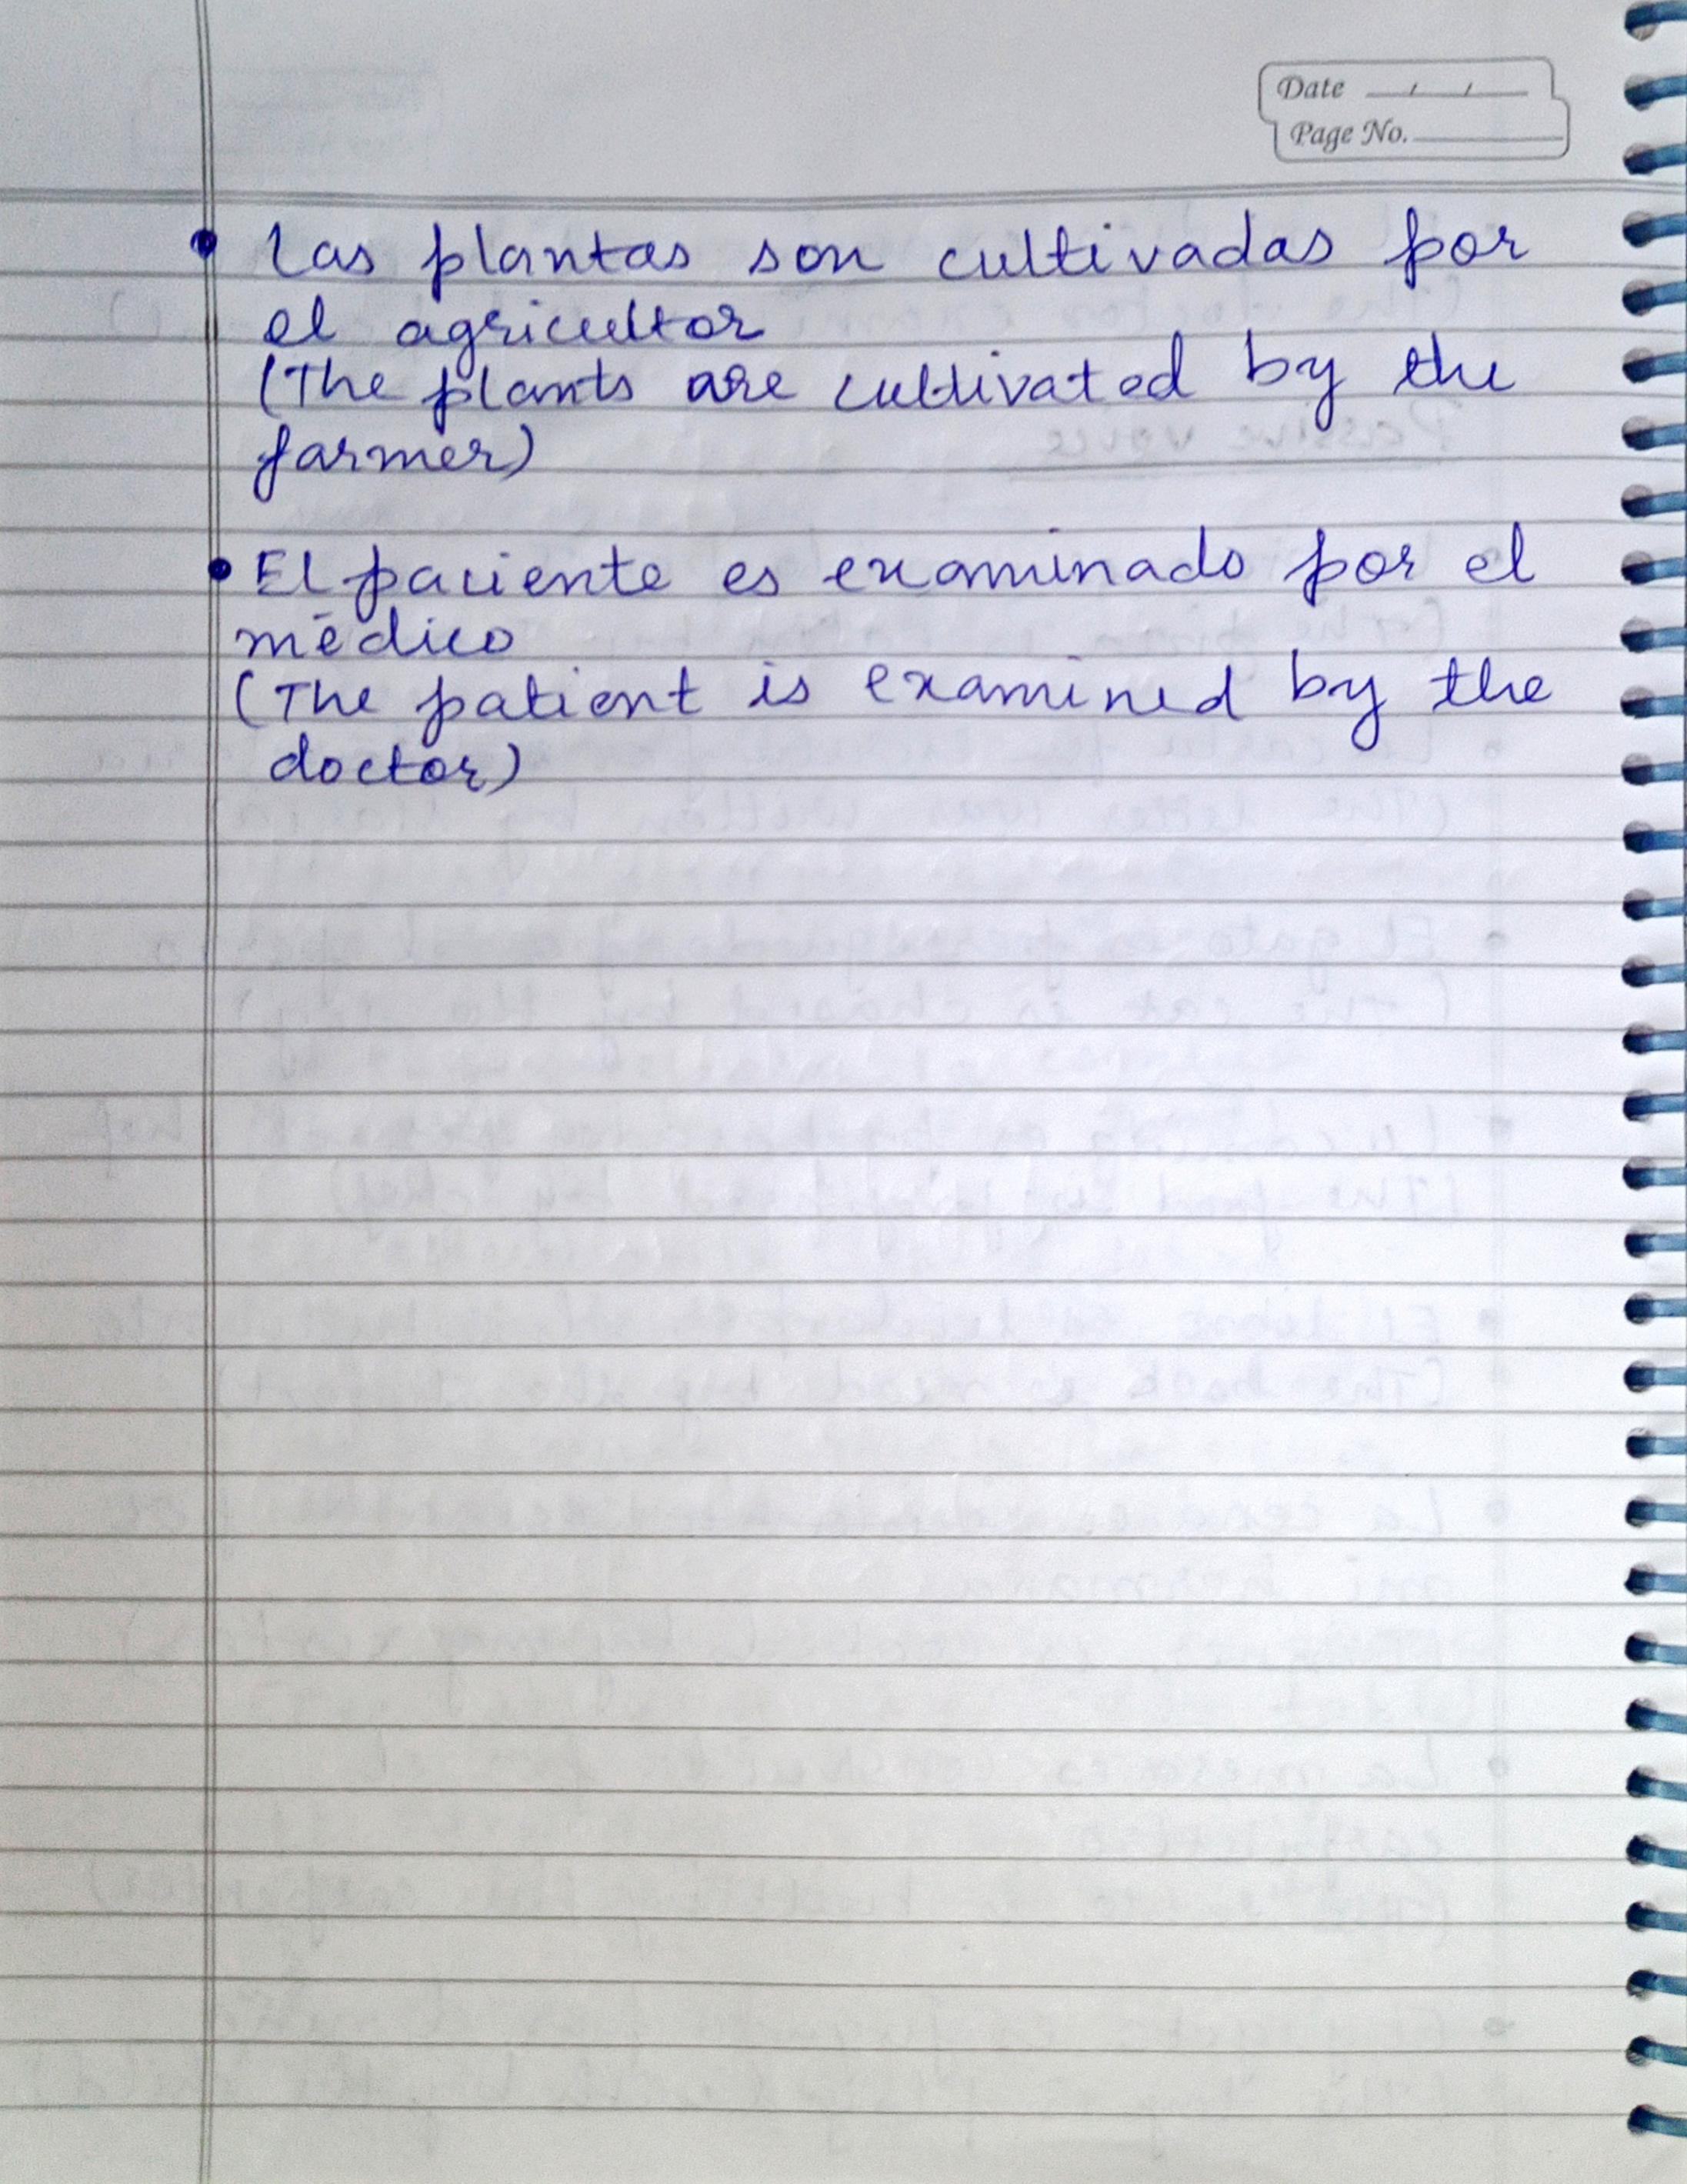 Date / /
Page No.
• Las plantas son cultivadas por
el agricultor
(The plants are cultivated by the
farmer)
• El paciente es examinado por el
médico
(The patient is examined by the
doctor)